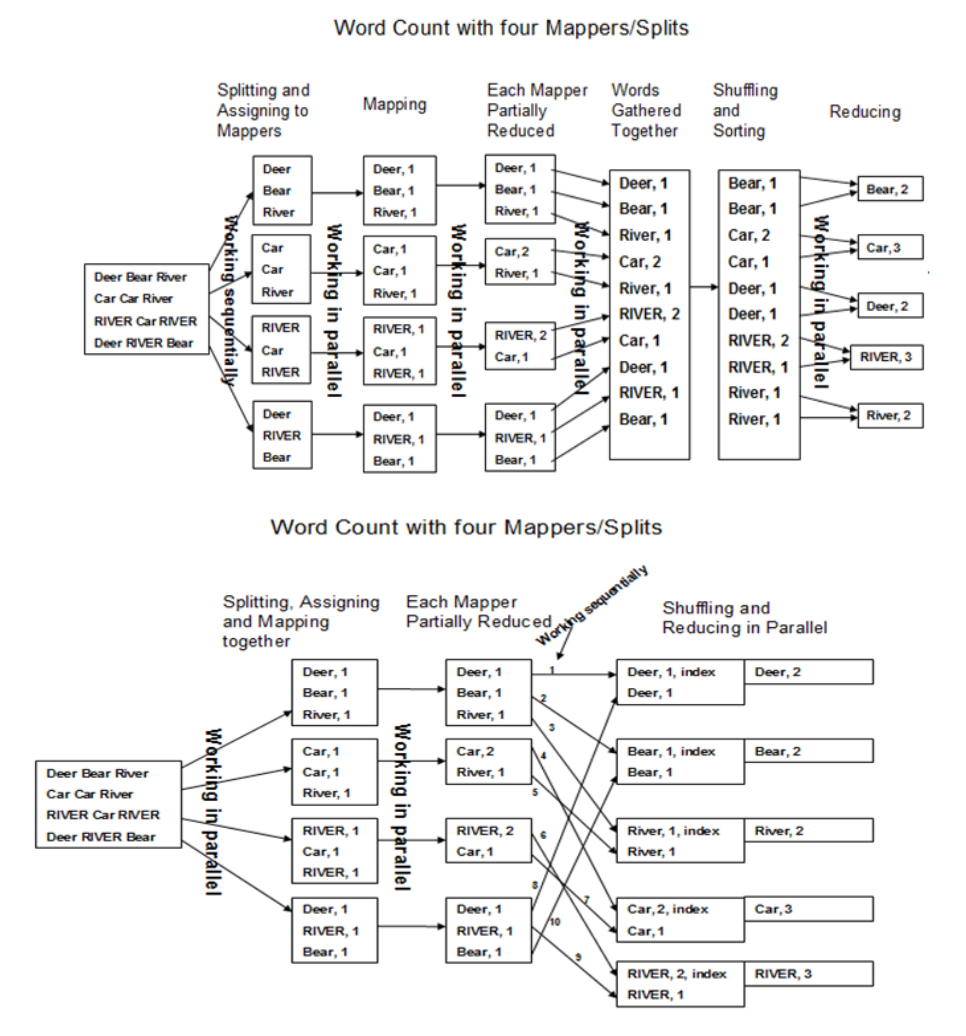 Word Count with four Mappers/Splits
Splitting and
Assigning to
Mappers
Mapping
Each Mapper
Partially
Reduced
Words
Gathered
Together
Shuffling
and
Sorting
Reducing
Deer Bear River
Car Car River
RIVER Car RIVER
Deer RIVER Bear
Working sequentially
Deer
Bear
River
Car
Car
River
RIVER
Car
RIVER
Deer
RIVER
Bear
Working in parallel
Deer, 1
Bear, 1
River, 1
Car, 1
Car, 1
River, 1
RIVER, 1
Car, 1
RIVER, 1
Deer, 1
RIVER, 1
Bear, 1
Working in parallel
Deer, 1
Bear, 1
River, 1
Car, 2
River, 1
RIVER, 2
Car, 1
Deer, 1
RIVER, 1
Bear, 1
Working in parallel
Deer, 1
Bear, 1
River, 1
Car, 2
River, 1
RIVER, 2
Car, 1
Deer, 1
RIVER, 1
Bear, 1
Bear, 1
Bear, 1
Car, 2
Car, 1
Deer, 1
Deer, 1
RIVER, 2
RIVER, 1
River, 1
River, 1
Working in parallel
Bear, 2
Car, 3
Deer, 2
RIVER, 3
River, 2
Word Count with four Mappers/Splits
Splitting, Assigning
and Mapping
together
Each Mapper
Partially Reduced
Working sequentially
Shuffling and
Reducing in Parallel
Deer Bear River
Car Car River
RIVER Car RIVER
Deer RIVER Bear
Working in parallel
Deer, 1
Bear, 1
River, 1
Car, 1
Car, 1
River, 1
RIVER, 1
Car, 1
RIVER, 1
Deer, 1
RIVER, 1
Bear, 1
Working in parallel
Deer, 1
Bear, 1
River, 1
Car, 2
River, 1
RIVER, 2
Car, 1
Deer, 1
RIVER, 1
Bear, 1
1
2
3
4
5
6
8
7
10
9
Deer, 1, index
Deer, 1
Deer, 2
Bear, 1, index
Bear, 1
Bear, 2
River, 1, index
River, 1
River, 2
Car, 2, index
Car, 1
Car, 3
RIVER, 2, index
RIVER, 1
RIVER, 3